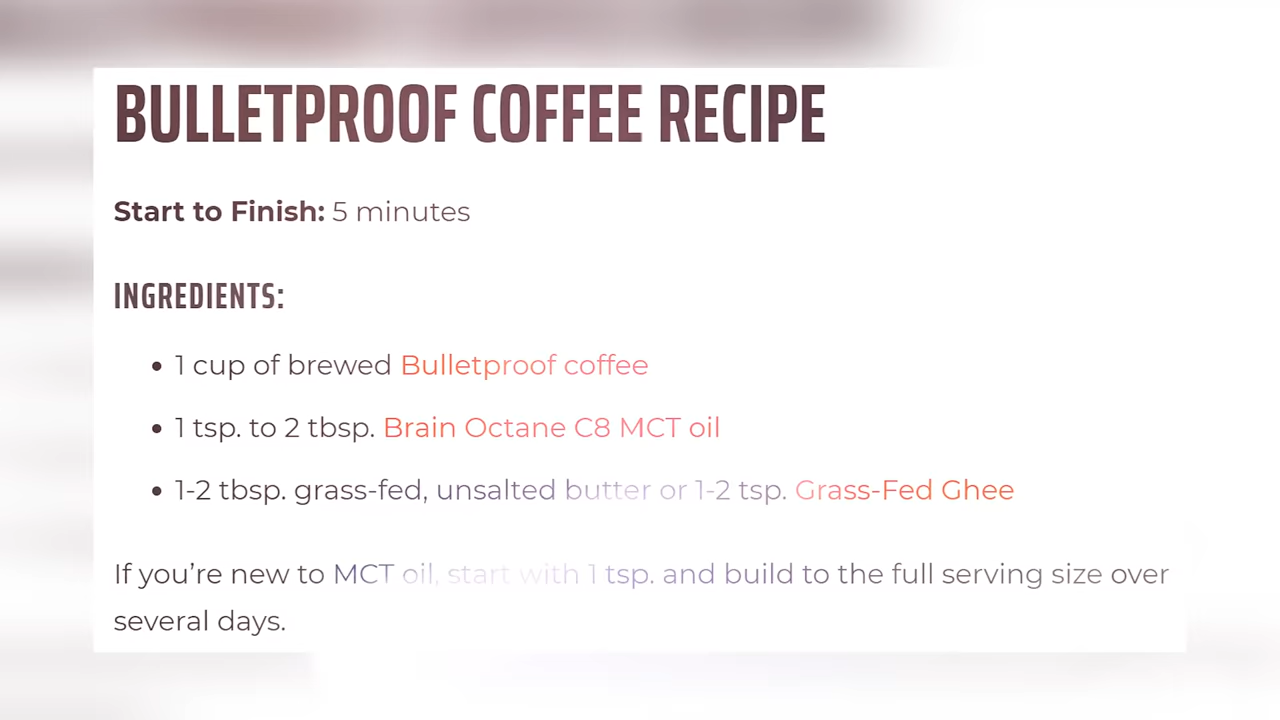 BULLETPROOF COFFEE RECIPE
Start to Finish: 5 minutes
INGREDIENTS:
• 1 cup of brewed Bulletproof coffee
• 1 tsp. to 2 tbsp. Brain Octane C8 MCT oil
• 1-2 tbsp. grass-fed, unsalted butter or 1-2 tsp. Grass-Fed Ghee
If you’re new to MCT oil, start with 1 tsp. and build to the full serving size over
several days.